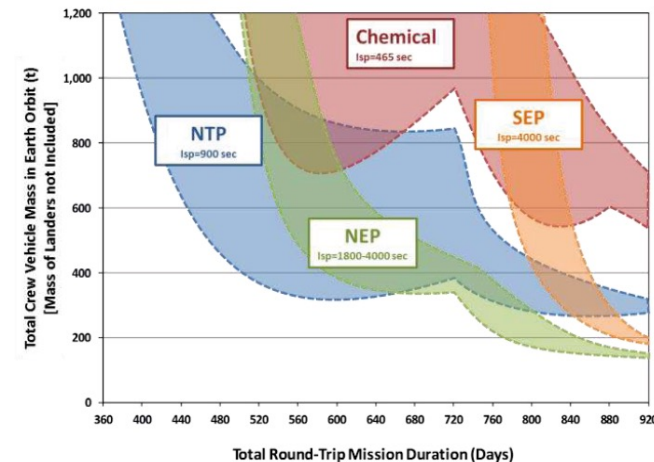 Total Crew Vehicle Mass in Earth Orbit (t)
[Mass of Landers not Included]
1,200
1,000
800
600
400
200
0
Chemical
Isp=465 sec
NTP
Isp=900 sec
SEP
Isp=4000 sec
NEP
Isp=1800-4000 sec
360 400 440 480 520 560 600 640 680 720 760 800 840 880 920
Total Round-Trip Mission Duration (Days)